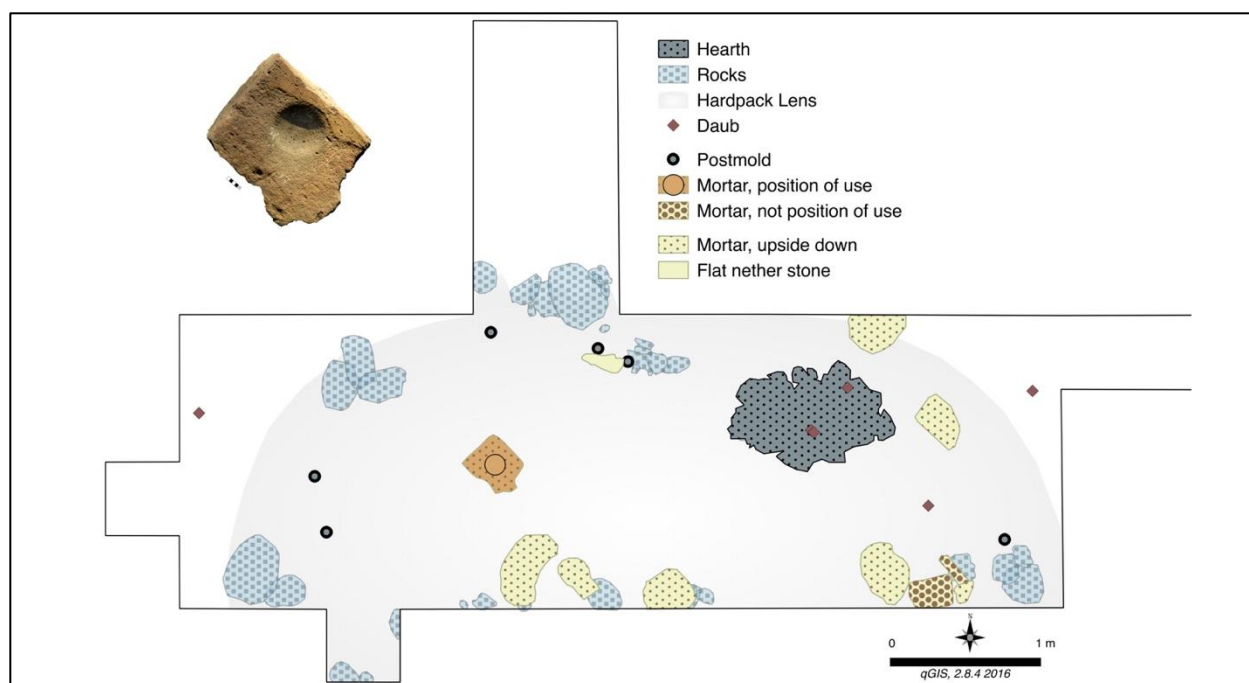 Hearth
Rocks
Hardpack Lens
Daub
Postmold
Mortar, position of use
Mortar, not position of use
Mortar, upside down
Flat nether stone
N
0 1 m
qGIS, 2.8.4 2016